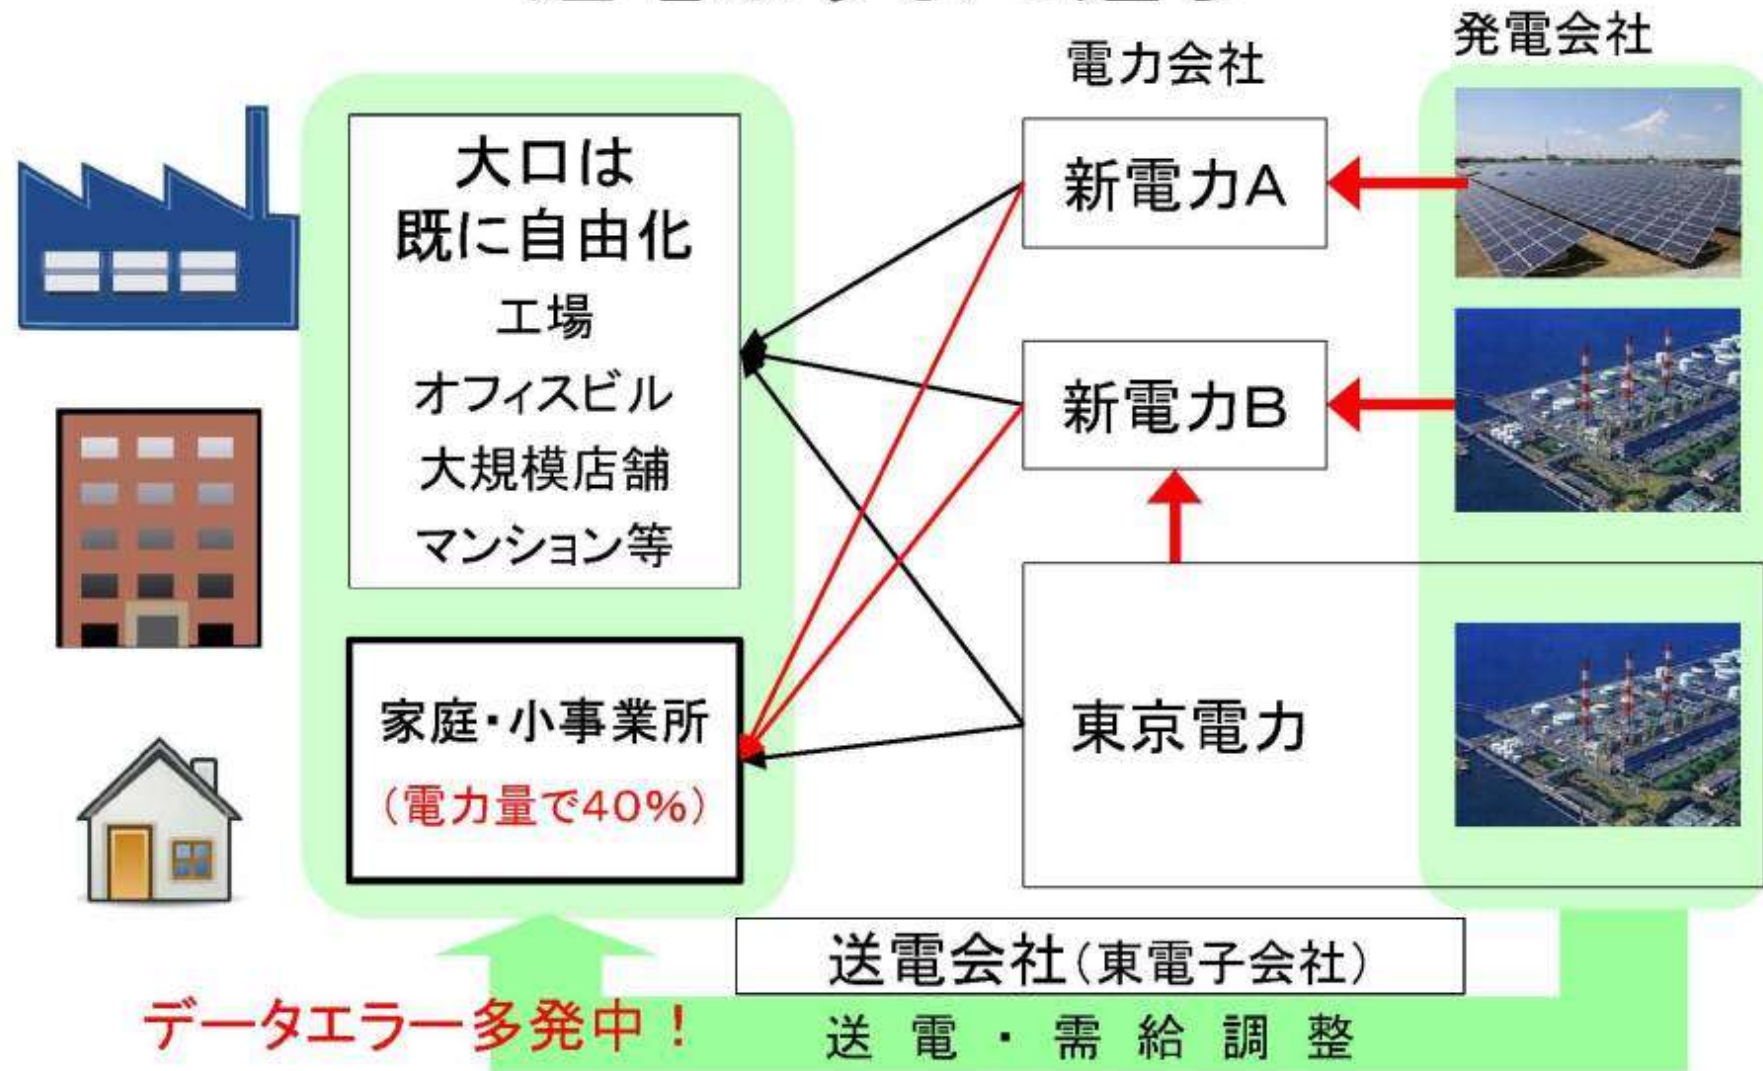 発電会社
電力会社
大口は
既に自由化
工場
オフィスビル
大規模店舗
マンション等
新電力A
新電力B
東京電力
家庭・小事業所
(電力量で40%)
送電会社(東電子会社)
データエラー多発中!
送電・需給調整